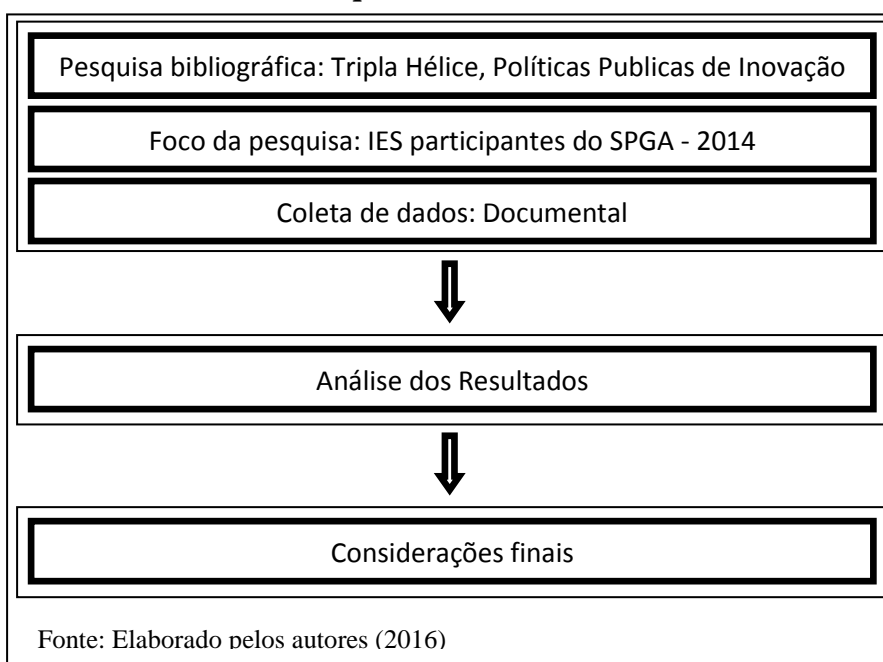 Pesquisa bibliográfica: Tripla Hélice, Políticas Publicas de Inovação
Foco da pesquisa: IES participantes do SPGA - 2014
Coleta de dados: Documental
Análise dos Resultados
Considerações finais
Fonte: Elaborado pelos autores (2016)